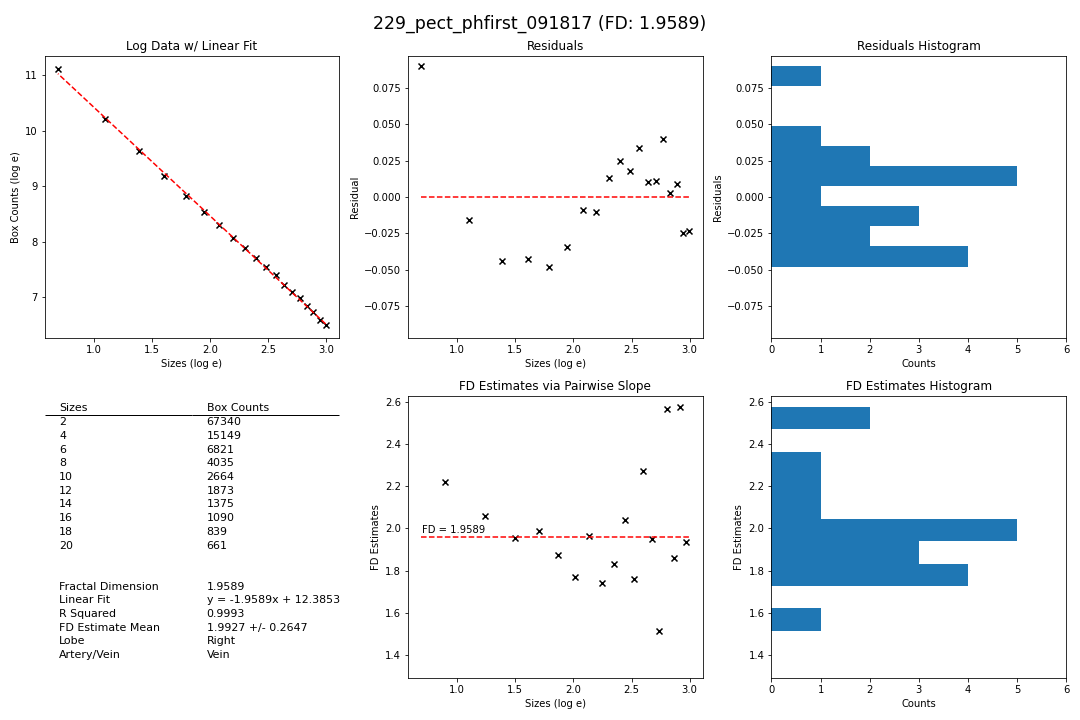 229_pect_phfirst_091817 (FD: 1.9589)
Log Data w/ Linear Fit
Box Counts (log e)
11
10
9
8
7
1.0 1.5 2.0 2.5 3.0
Sizes (log e)
Residuals
Residual
0.075
0.050
0.025
0.000
−0.025
−0.050
−0.075
1.0 1.5 2.0 2.5 3.0
Sizes (log e)
Residuals Histogram
Residuals
0.075
0.050
0.025
0.000
−0.025
−0.050
−0.075
0 1 2 3 4 5 6
Counts
Sizes Box Counts
2 67340
4 15149
6 6821
8 4035
10 2664
12 1873
14 1375
16 1090
18 839
20 661
Fractal Dimension 1.9589
Linear Fit y = -1.9589x + 12.3853
R Squared 0.9993
FD Estimate Mean 1.9927 +/- 0.2647
Lobe Right
Artery/Vein Vein
FD Estimates via Pairwise Slope
FD Estimates
2.6
2.4
2.2
2.0
1.8
1.6
1.4
FD = 1.9589
1.0 1.5 2.0 2.5 3.0
Sizes (log e)
FD Estimates Histogram
FD Estimates
2.6
2.4
2.2
2.0
1.8
1.6
1.4
0 1 2 3 4 5 6
Counts